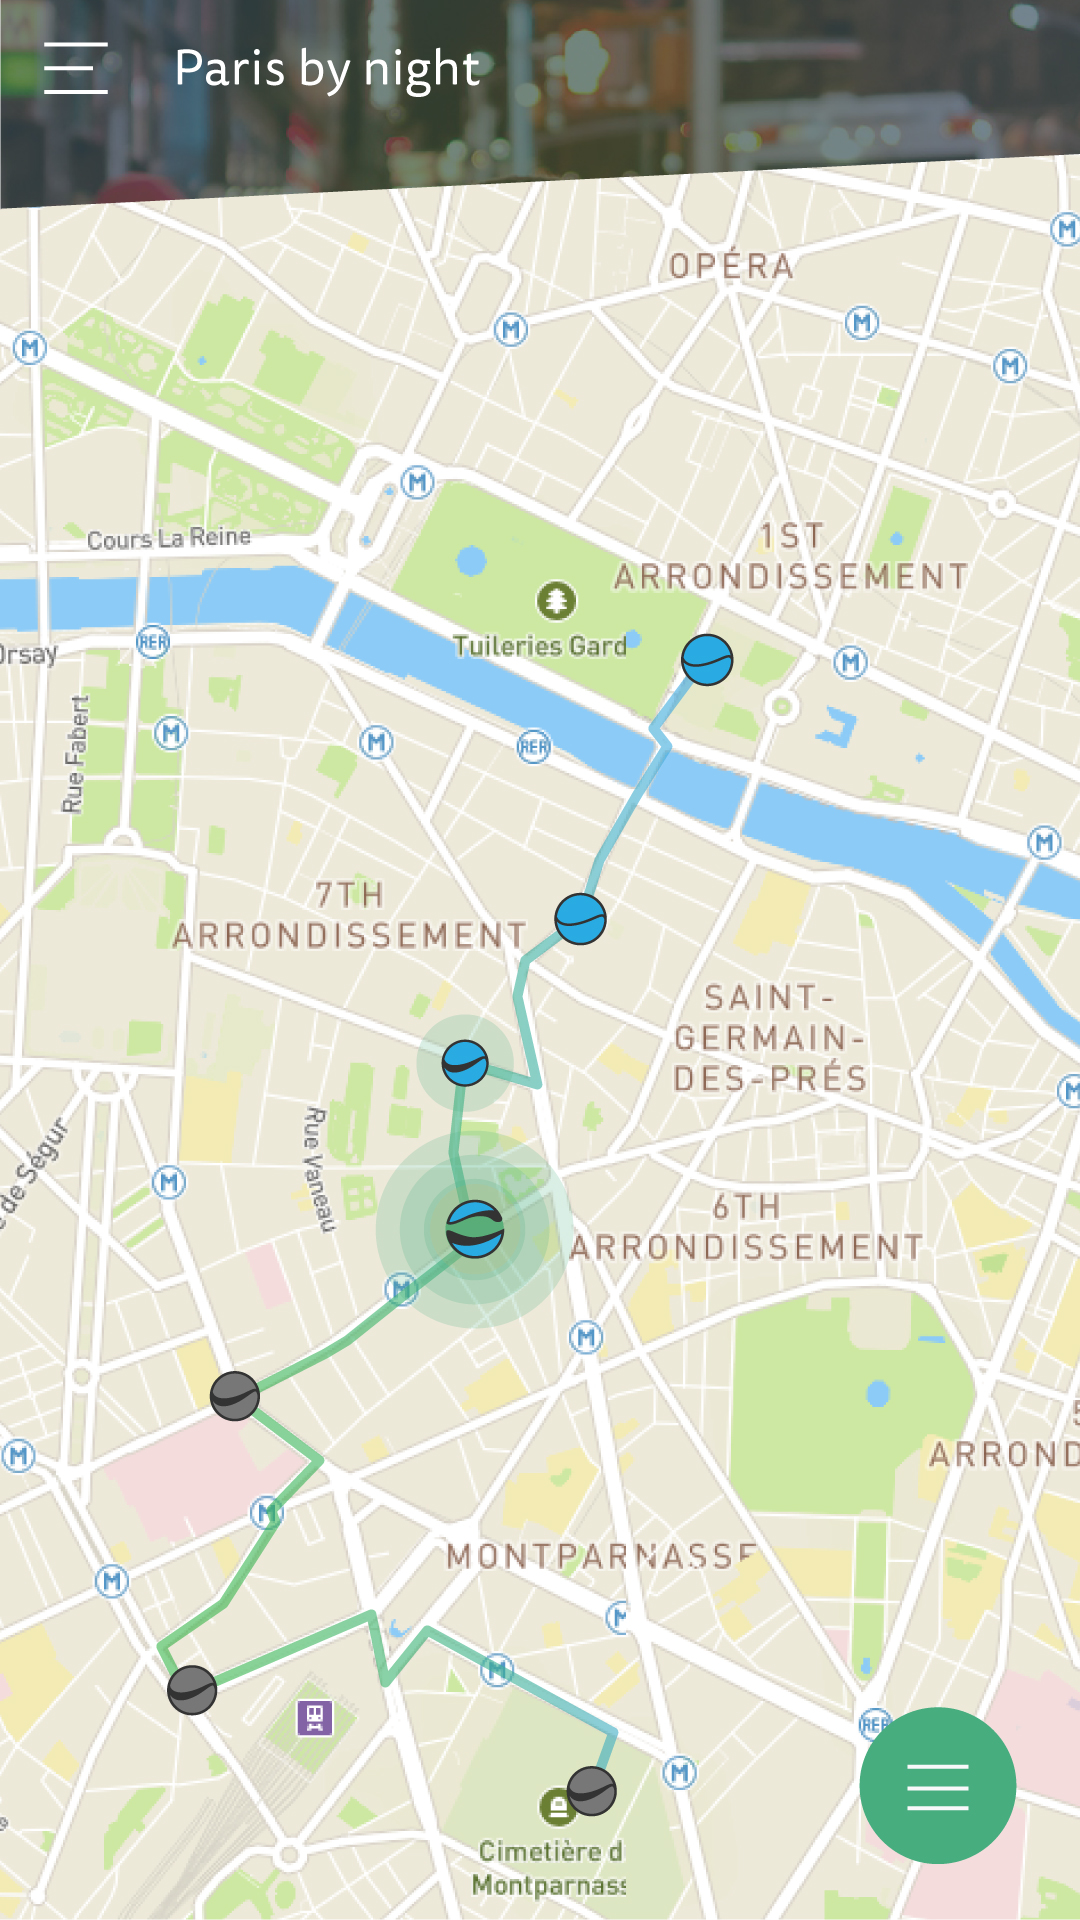 Paris by night
M
OPÉRA
M
M
M
M
M
Cours La Reine
1ST
ARRONDISSEMENT
Tuileries Gard
RER
Orsay
M
Rue Fabert
M
M
RER
M
7TH
ARRONDISSEMENT
SAINT-
GERMAIN-
DES-PRÉS
M
Rue Vaneau
de Ségur
M
6TH
ARRONDISSEMENT
M
M
5
ARROND
M
M
MONTPARNASSE
M
M
M
RER
M
Cimetière d
Montparnass